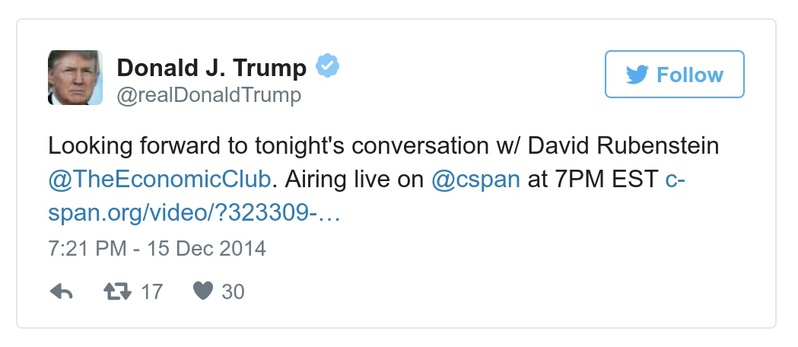 Donald J. Trump
@realDonaldTrump
Follow
Looking forward to tonight's conversation w/ David Rubenstein
@TheEconomicClub. Airing live on @cspan at 7PM EST c-
span.org/video/?323309-…
7:21 PM - 15 Dec 2014
17 30